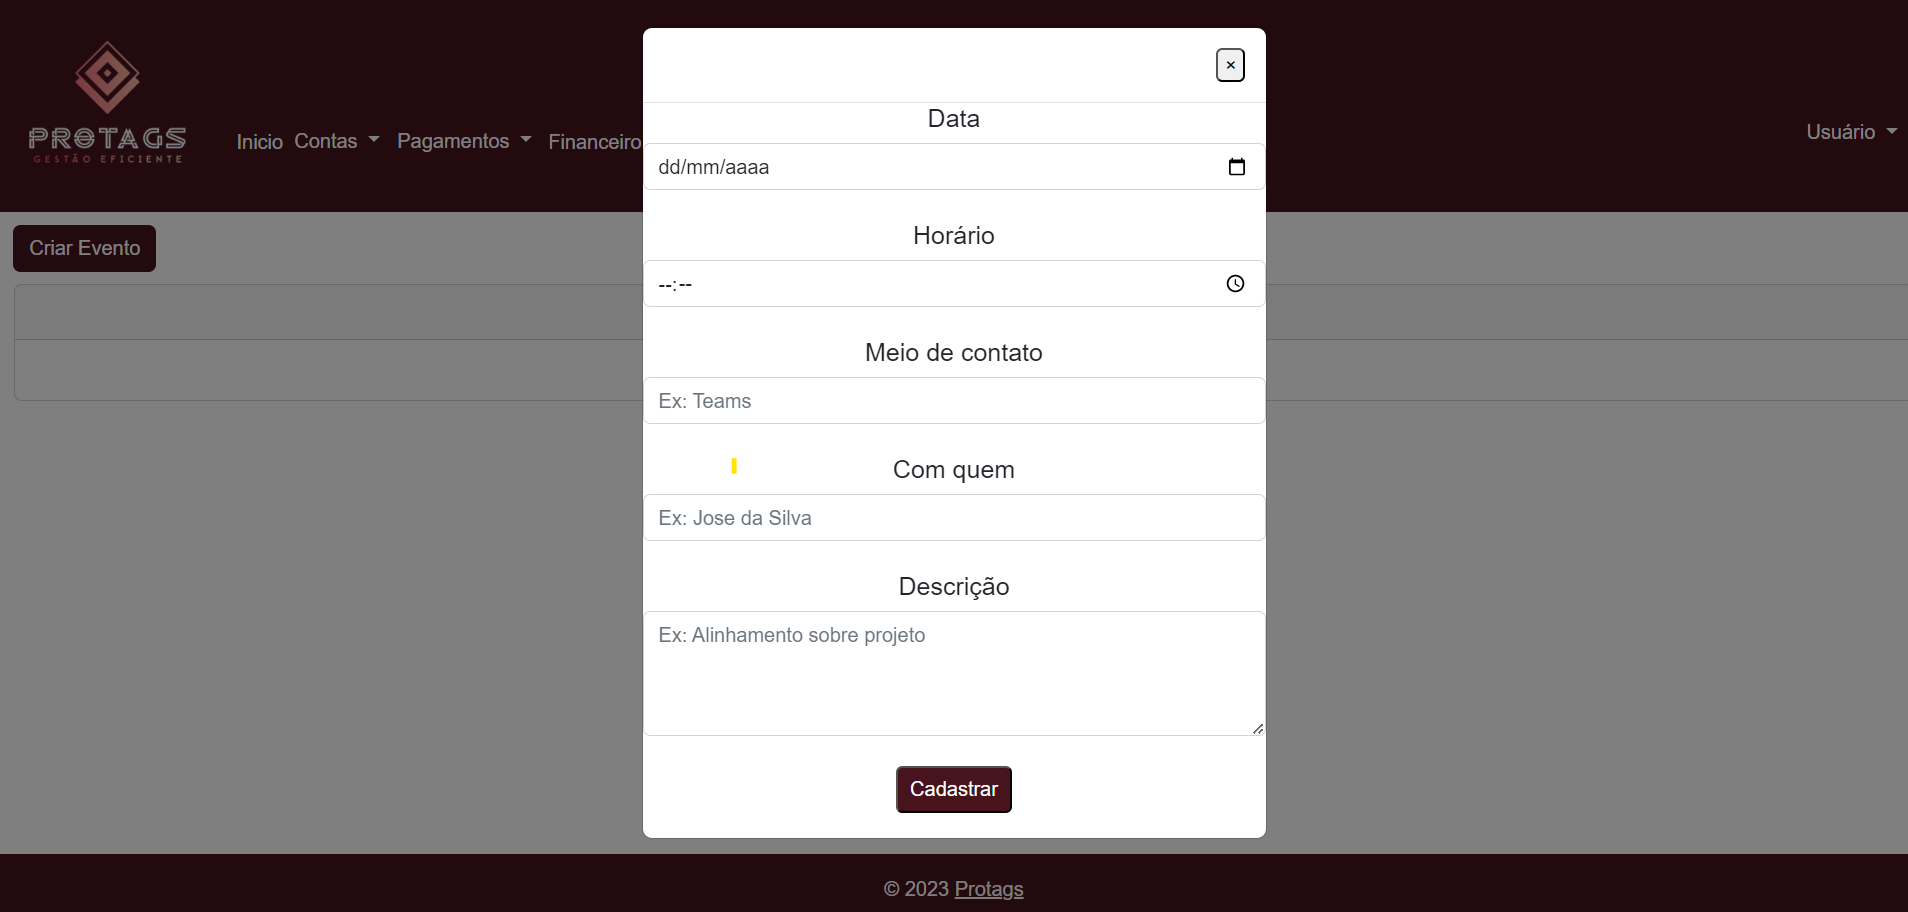 PROTAGS
GESTÃO EFICIENTE
Inicio Contas Pagamentos Financeiro
Usuário
Criar Evento
×
Data
dd/mm/aaaa
Horário
--:--
Meio de contato
Ex: Teams
Com quem
Ex: Jose da Silva
Descrição
Ex: Alinhamento sobre projeto
Cadastrar
© 2023 Protags